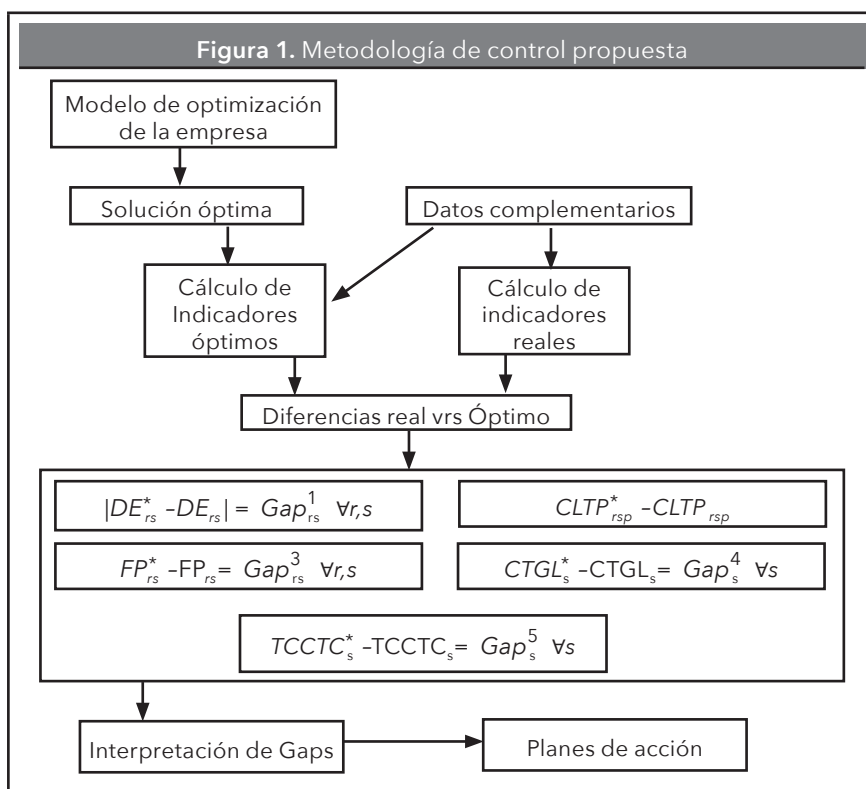 Figura 1. Metodología de control propuesta
Modelo de optimización
de la empresa
Solución óptima
Datos complementarios
Cálculo de
Indicadores
óptimos
Cálculo de
indicadores
reales
Diferencias real vrs Óptimo
|DE*rs –DErs| = Gap1rs ∀r,s
CLTP*rsp –CLTPrsp
FP*rs –FPrs= Gap3rs ∀r,s
CTGL*s –CTGLs= Gap4s ∀s
TCCTC*s –TCCTCs= Gap5s ∀s
Interpretación de Gaps
Planes de acción